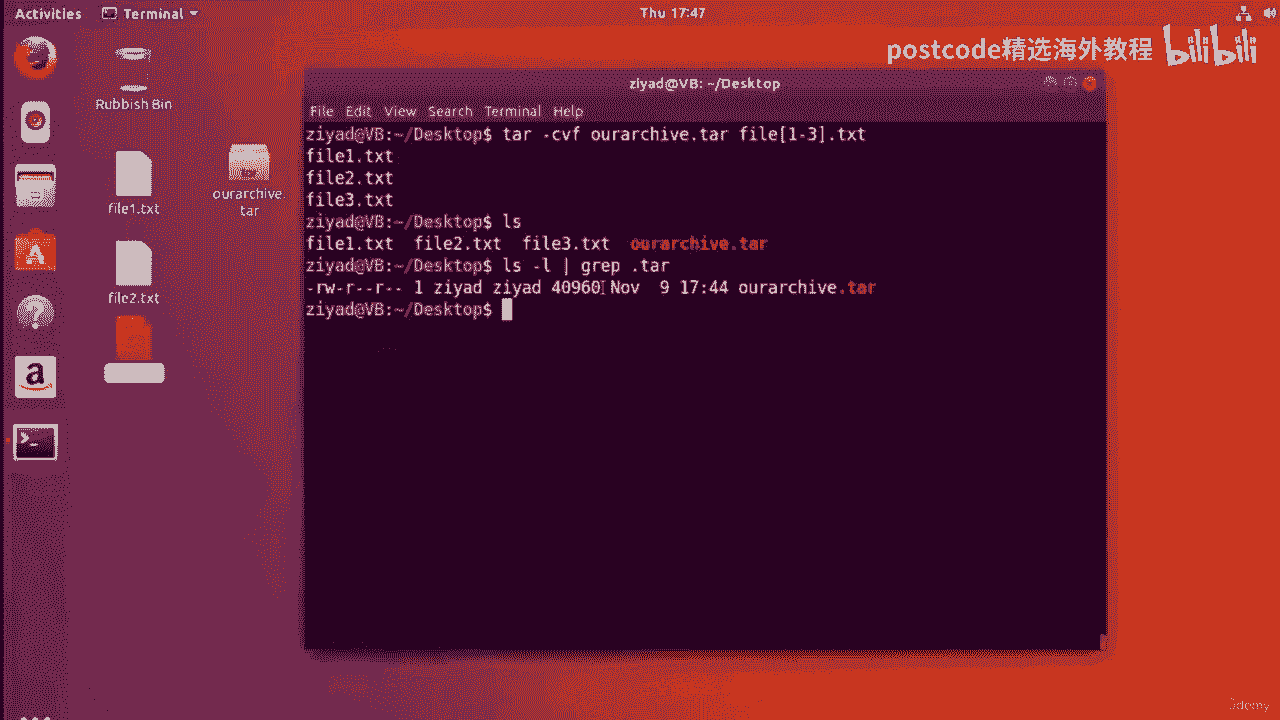 Activities Terminal Thu 17:47
postcode精选海外教程 bilibili
Rubbish Bin
file1.txt
ourarchive.
tar
file2.txt
ziyad@VB: ~/Desktop
File Edit View Search Terminal Help
ziyad@VB:~/Desktop$ tar -cvf ourarchive.tar file[1-3].txt
file1.txt
file2.txt
file3.txt
ziyad@VB:~/Desktop$ ls
file1.txt file2.txt file3.txt ourarchive.tar
ziyad@VB:~/Desktop$ ls -l | grep .tar
-rw-r--r-- 1 ziyad ziyad 40960 Nov 9 17:44 ourarchive.tar
ziyad@VB:~/Desktop$